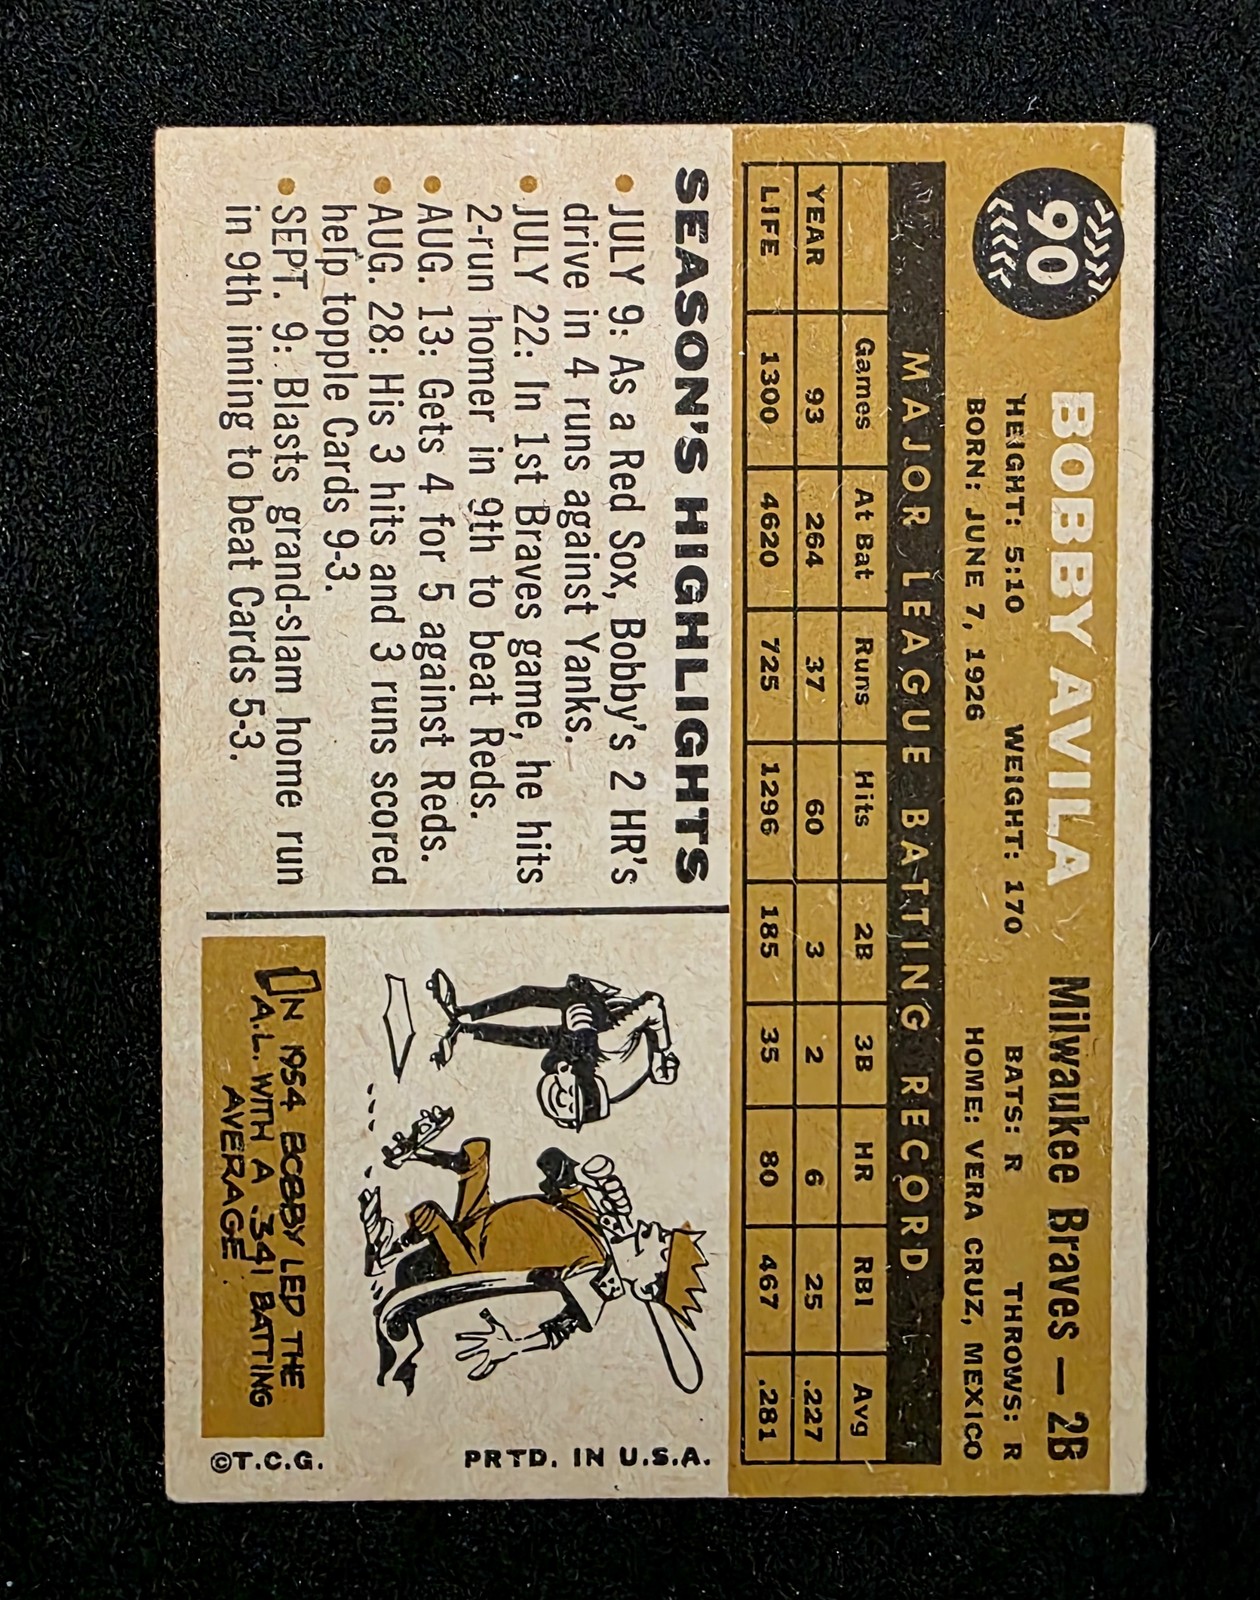 90
BOBBY AVILA Milwaukee Braves — 2B
HEIGHT: 5:10 WEIGHT: 170 BATS: R THROWS: R
BORN: JUNE 7, 1926 HOME: VERA CRUZ, MEXICO
MAJOR LEAGUE BATTING RECORD
Games At Bat Runs Hits 2B 3B HR RBI Avg
YEAR 93 264 37 60 3 2 6 25 .227
LIFE 1300 4620 725 1296 185 35 80 467 .281
SEASON'S HIGHLIGHTS
• JULY 9: As a Red Sox, Bobby's 2 HR's
drive in 4 runs against Yanks.
• JULY 22: In 1st Braves game, he hits
2-run homer in 9th to beat Reds.
• AUG. 13: Gets 4 for 5 against Reds.
• AUG. 28: His 3 hits and 3 runs scored
help topple Cards 9-3.
• SEPT. 9: Blasts grand-slam home run
in 9th inning to beat Cards 5-3.
IN 1954 BOBBY LED THE
A.L. WITH A .341 BATTING
AVERAGE.
PRTD. IN U.S.A.
©T.C.G.